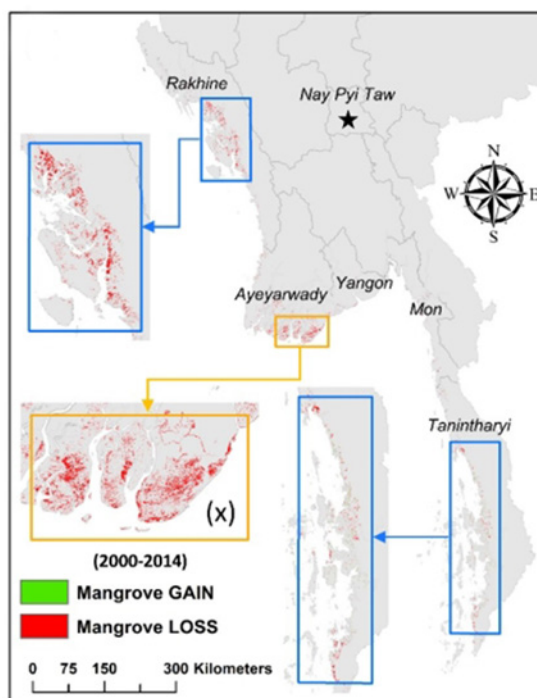 Rakhine
Nay Pyi Taw
N
W
E
S
Ayeyarwady
Yangon
Mon
Tanintharyi
(x)
(2000-2014)
Mangrove GAIN
Mangrove LOSS
0 75 150 300 Kilometers